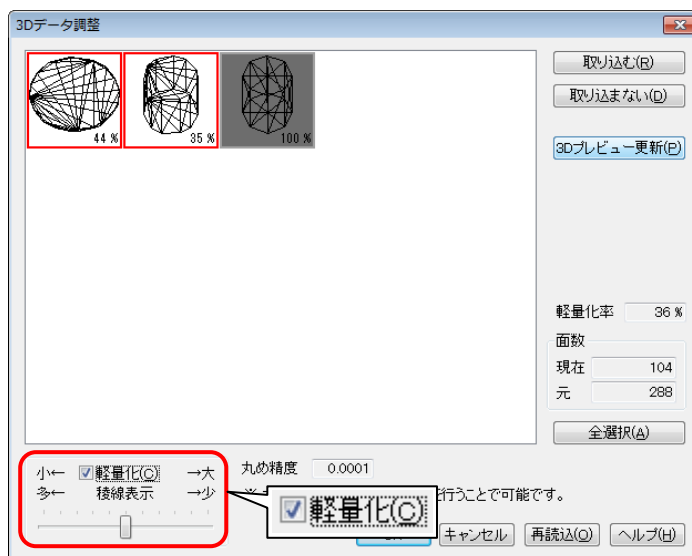 3Dデータ調整
44 %
35 %
100 %
取り込む(R)
取り込まない(D)
3Dプレビュー更新(P)
軽量化率 36 %
面数
現在 104
元 288
全選択(A)
小← 軽量化(C) →大
多← 稜線表示 →少
丸め精度 0.0001
行うことで可能です。
軽量化(C)
キャンセル
再読込(O)
ヘルプ(H)